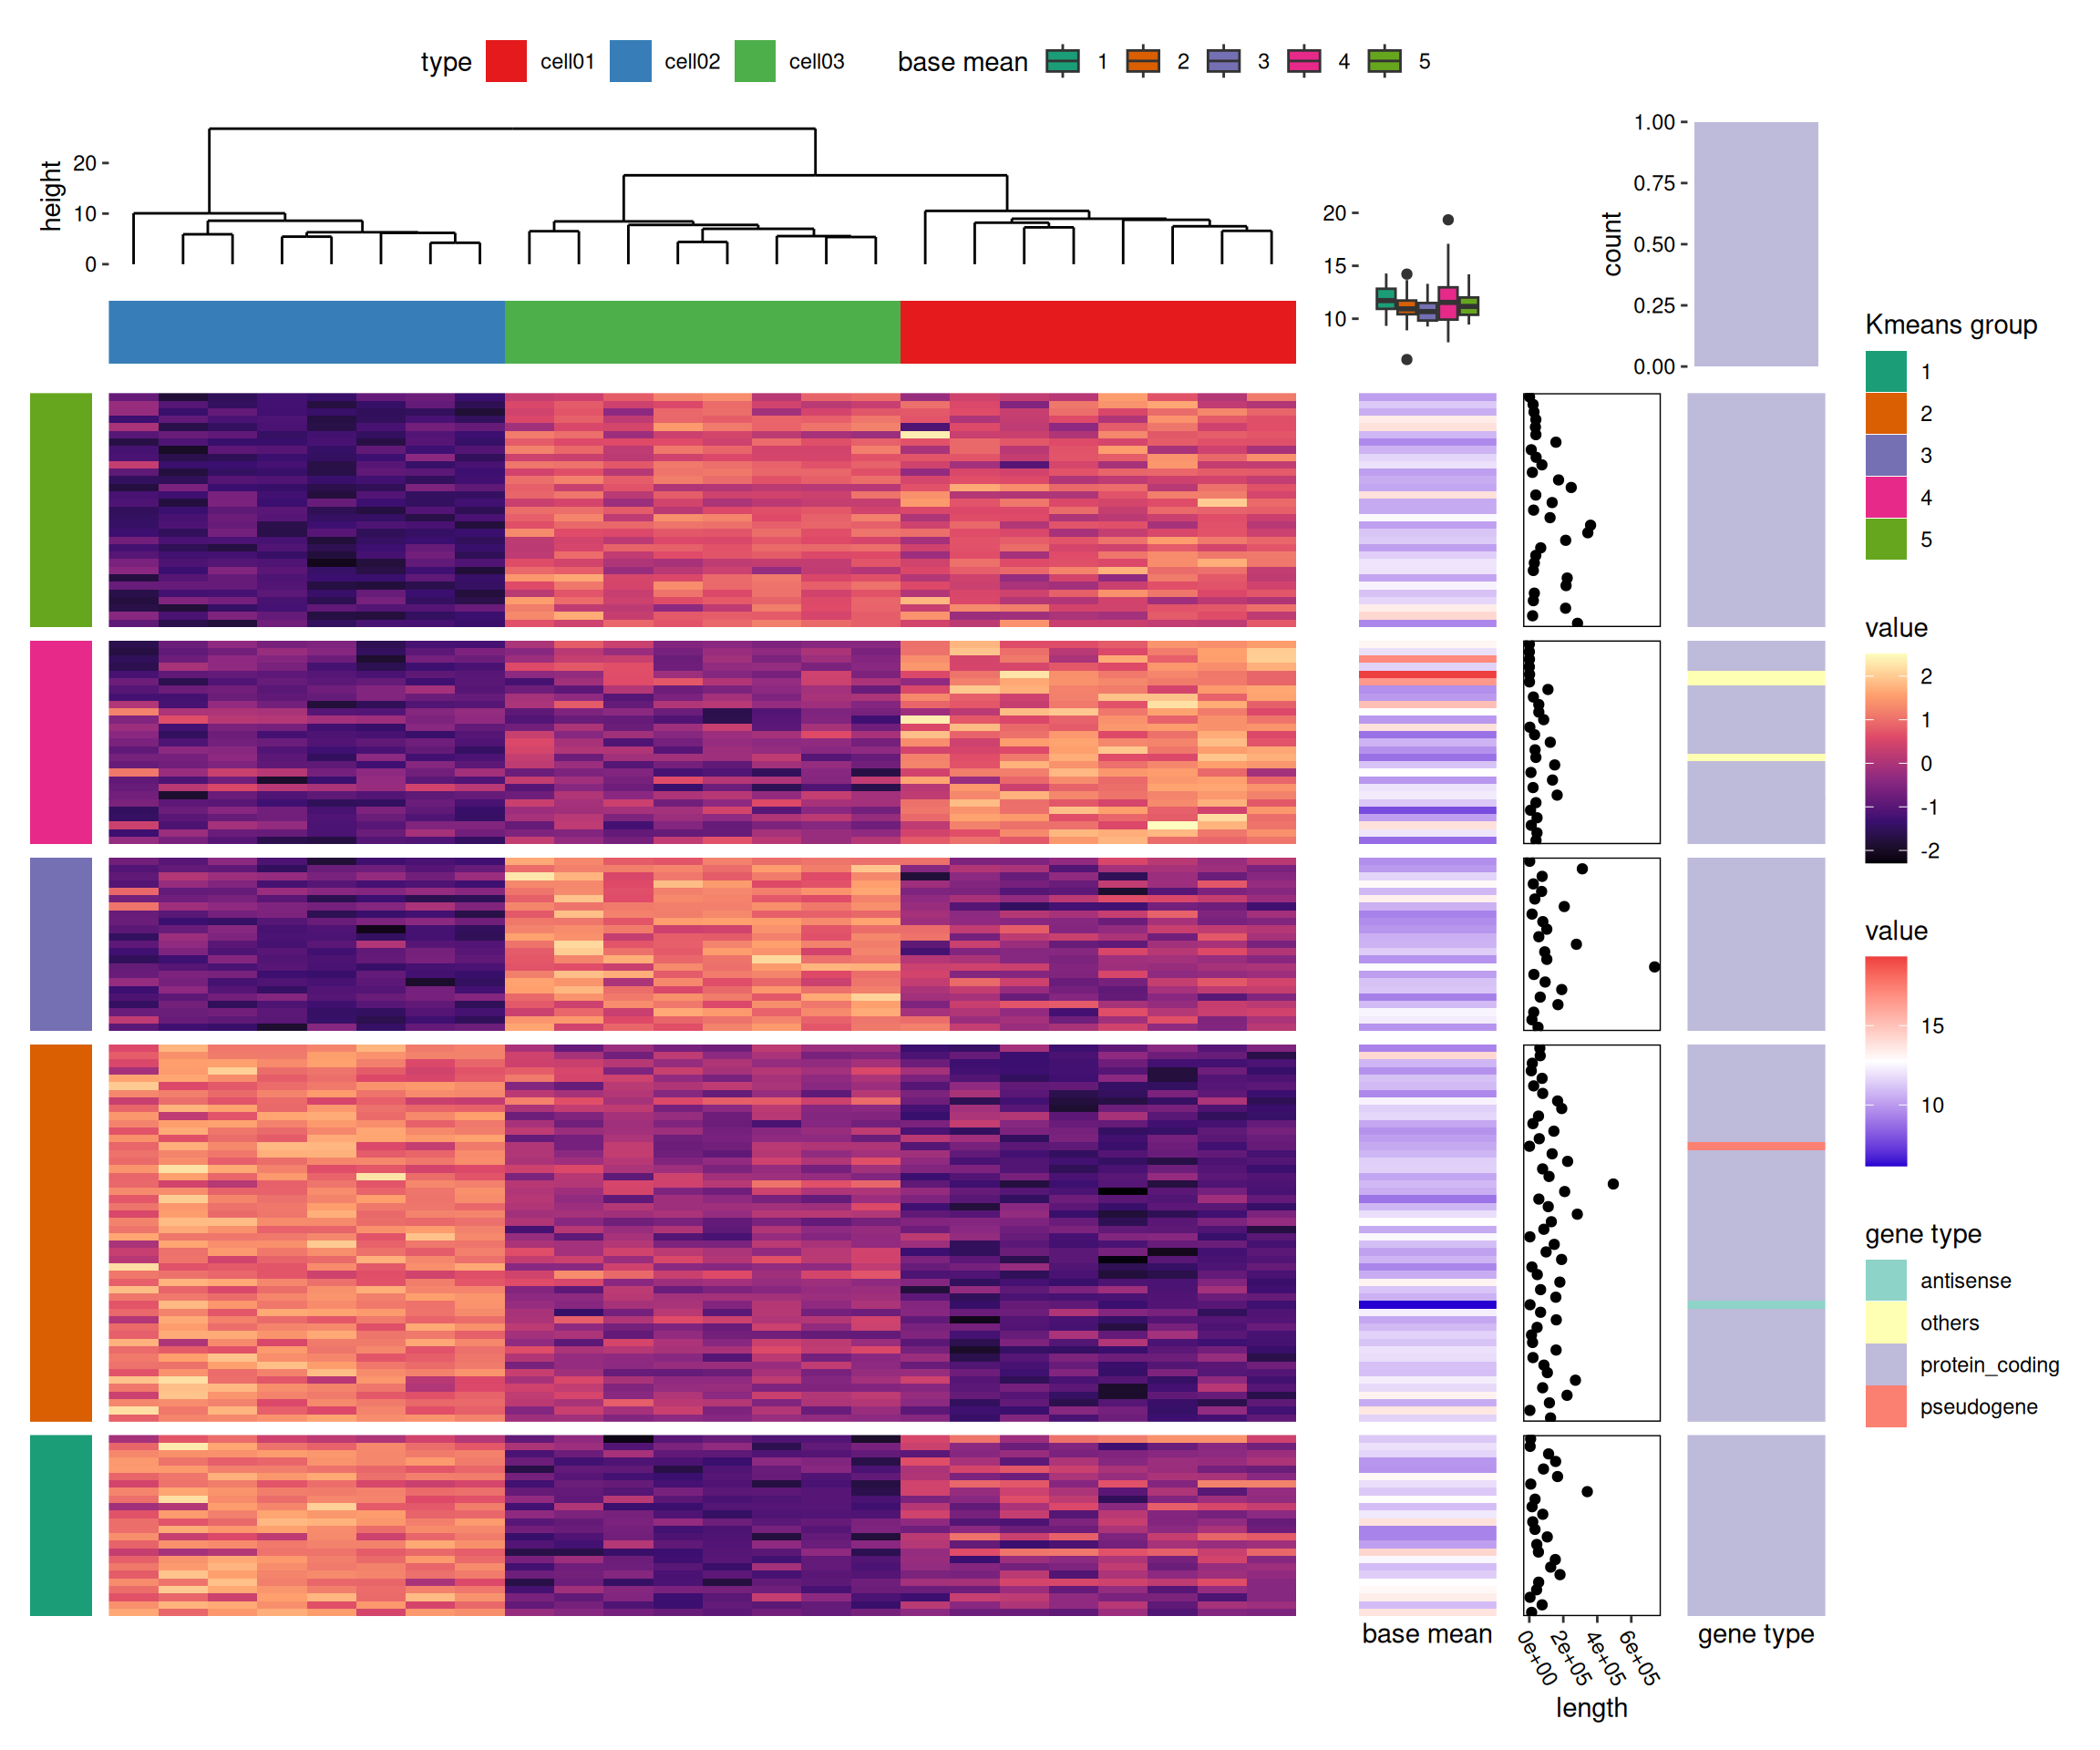 type cell01 cell02 cell03 base mean 1 2 3 4 5
height
20
10
0
20
15
10
count
1.00
0.75
0.50
0.25
0.00
Kmeans group
1
2
3
4
5
value
2
1
0
-1
-2
value
15
10
gene type
antisense
others
protein_coding
pseudogene
base mean
0e+00 2e+05 4e+05 6e+05
length
gene type